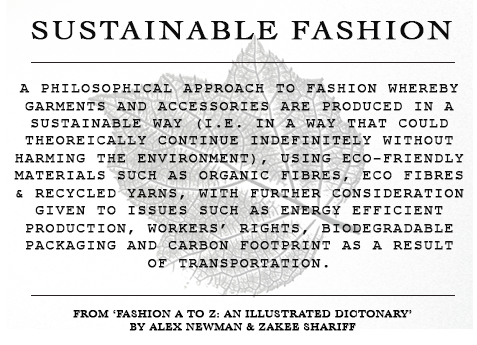 SUSTAINABLE FASHION
A PHILOSOPHICAL APPROACH TO FASHION WHEREBY
GARMENTS AND ACCESSORIES ARE PRODUCED IN A
SUSTAINABLE WAY (I.E. IN A WAY THAT COULD
THEOREICALLY CONTINUE INDEFINITELY WITHOUT
HARMING THE ENVIRONMENT), USING ECO-FRIENDLY
MATERIALS SUCH AS ORGANIC FIBRES, ECO FIBRES
& RECYCLED YARNS, WITH FURTHER CONSIDERATION
GIVEN TO ISSUES SUCH AS ENERGY EFFICIENT
PRODUCTION, WORKERS' RIGHTS, BIODEGRADABLE
PACKAGING AND CARBON FOOTPRINT AS A RESULT
OF TRANSPORTATION.
FROM 'FASHION A TO Z: AN ILLUSTRATED DICTONARY'
BY ALEX NEWMAN & ZAKEE SHARIFF